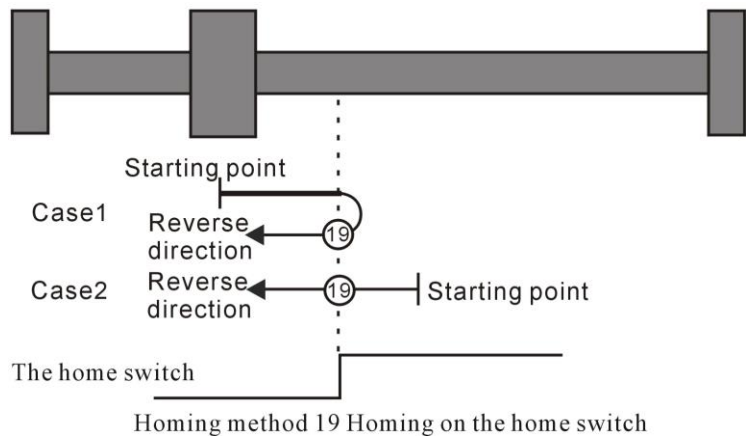 Starting point
Case1
Reverse
direction
19
Case2
Reverse
direction
19
Starting point
The home switch
Homing method 19 Homing on the home switch